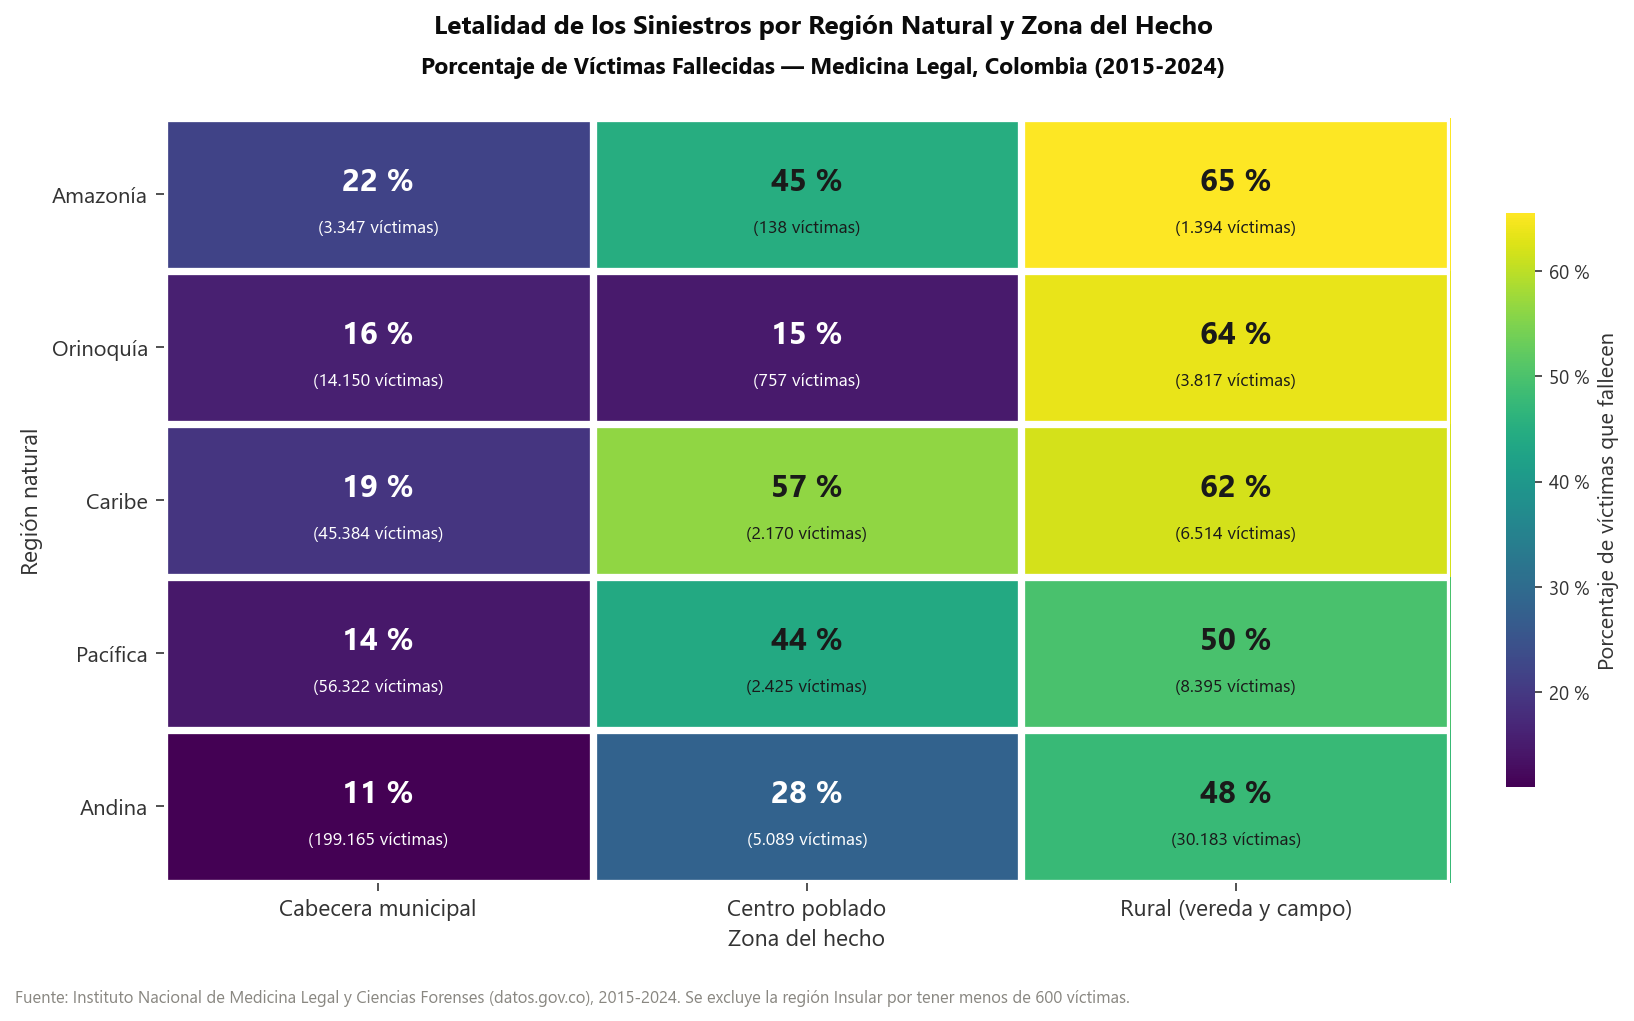 Letalidad de los Siniestros por Región Natural y Zona del Hecho
Porcentaje de Víctimas Fallecidas — Medicina Legal, Colombia (2015-2024)
Región natural
Amazonía
22 %
(3.347 víctimas)
45 %
(138 víctimas)
65 %
(1.394 víctimas)
Orinoquía
16 %
(14.150 víctimas)
15 %
(757 víctimas)
64 %
(3.817 víctimas)
Caribe
19 %
(45.384 víctimas)
57 %
(2.170 víctimas)
62 %
(6.514 víctimas)
Pacífica
14 %
(56.322 víctimas)
44 %
(2.425 víctimas)
50 %
(8.395 víctimas)
Andina
11 %
(199.165 víctimas)
28 %
(5.089 víctimas)
48 %
(30.183 víctimas)
Cabecera municipal
Centro poblado
Rural (vereda y campo)
Zona del hecho
60 %
50 %
40 %
30 %
20 %
Porcentaje de víctimas que fallecen
Fuente: Instituto Nacional de Medicina Legal y Ciencias Forenses (datos.gov.co), 2015-2024. Se excluye la región Insular por tener menos de 600 víctimas.